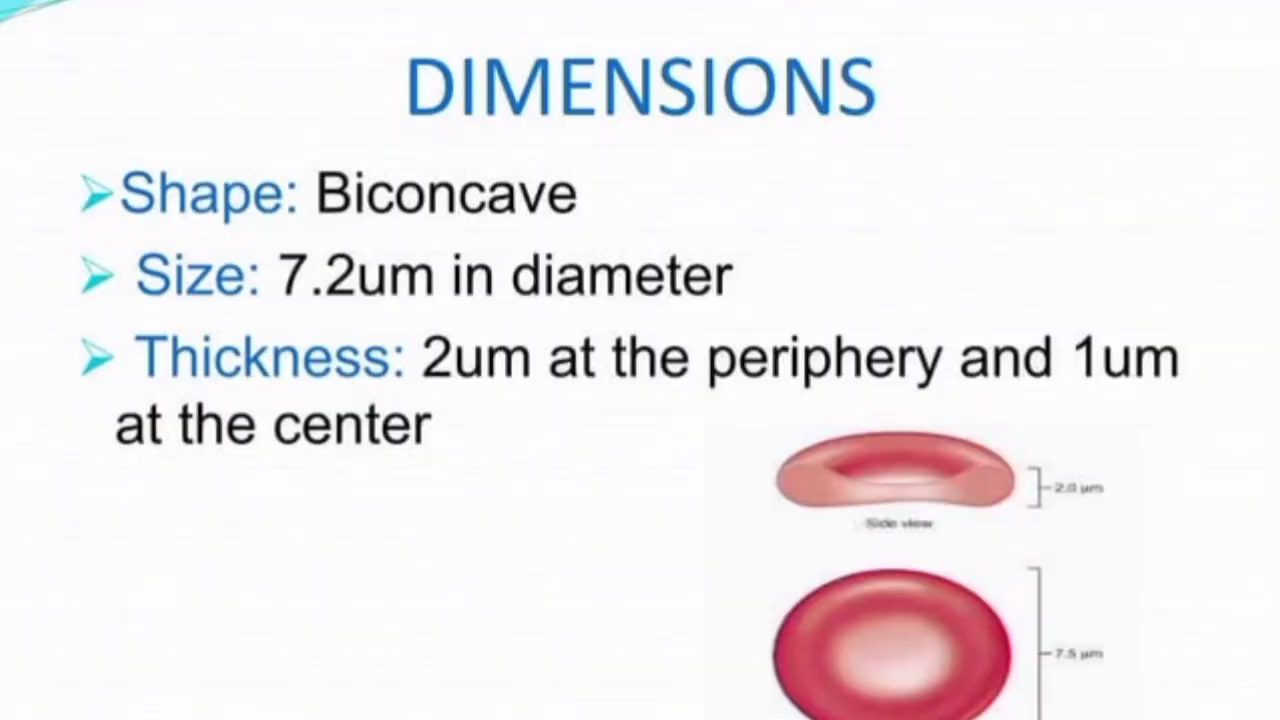 DIMENSIONS
➢Shape: Biconcave
➢ Size: 7.2um in diameter
➢ Thickness: 2um at the periphery and 1um
at the center
2.0 µm
Side view
7.5 µm